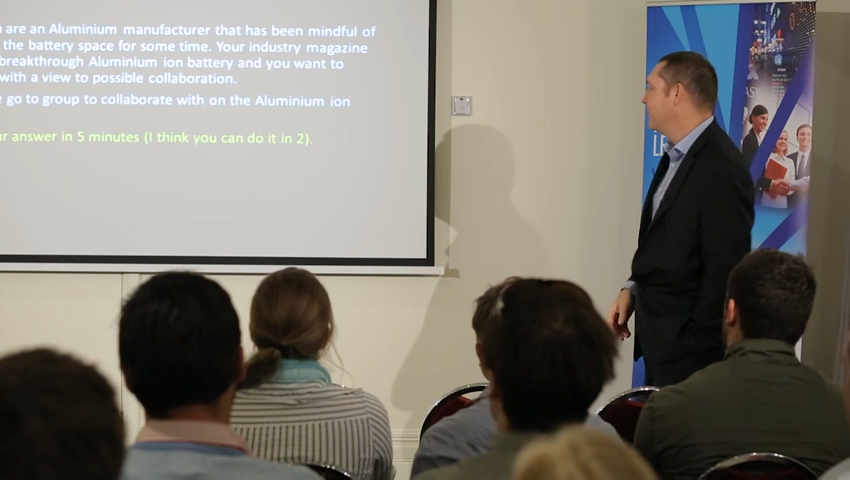 are an Aluminium manufacturer that has been mindful of
the battery space for some time. Your industry magazine
breakthrough Aluminium ion battery and you want to
with a view to possible collaboration.
go to group to collaborate with on the Aluminium ion
answer in 5 minutes (I think you can do it in 2).